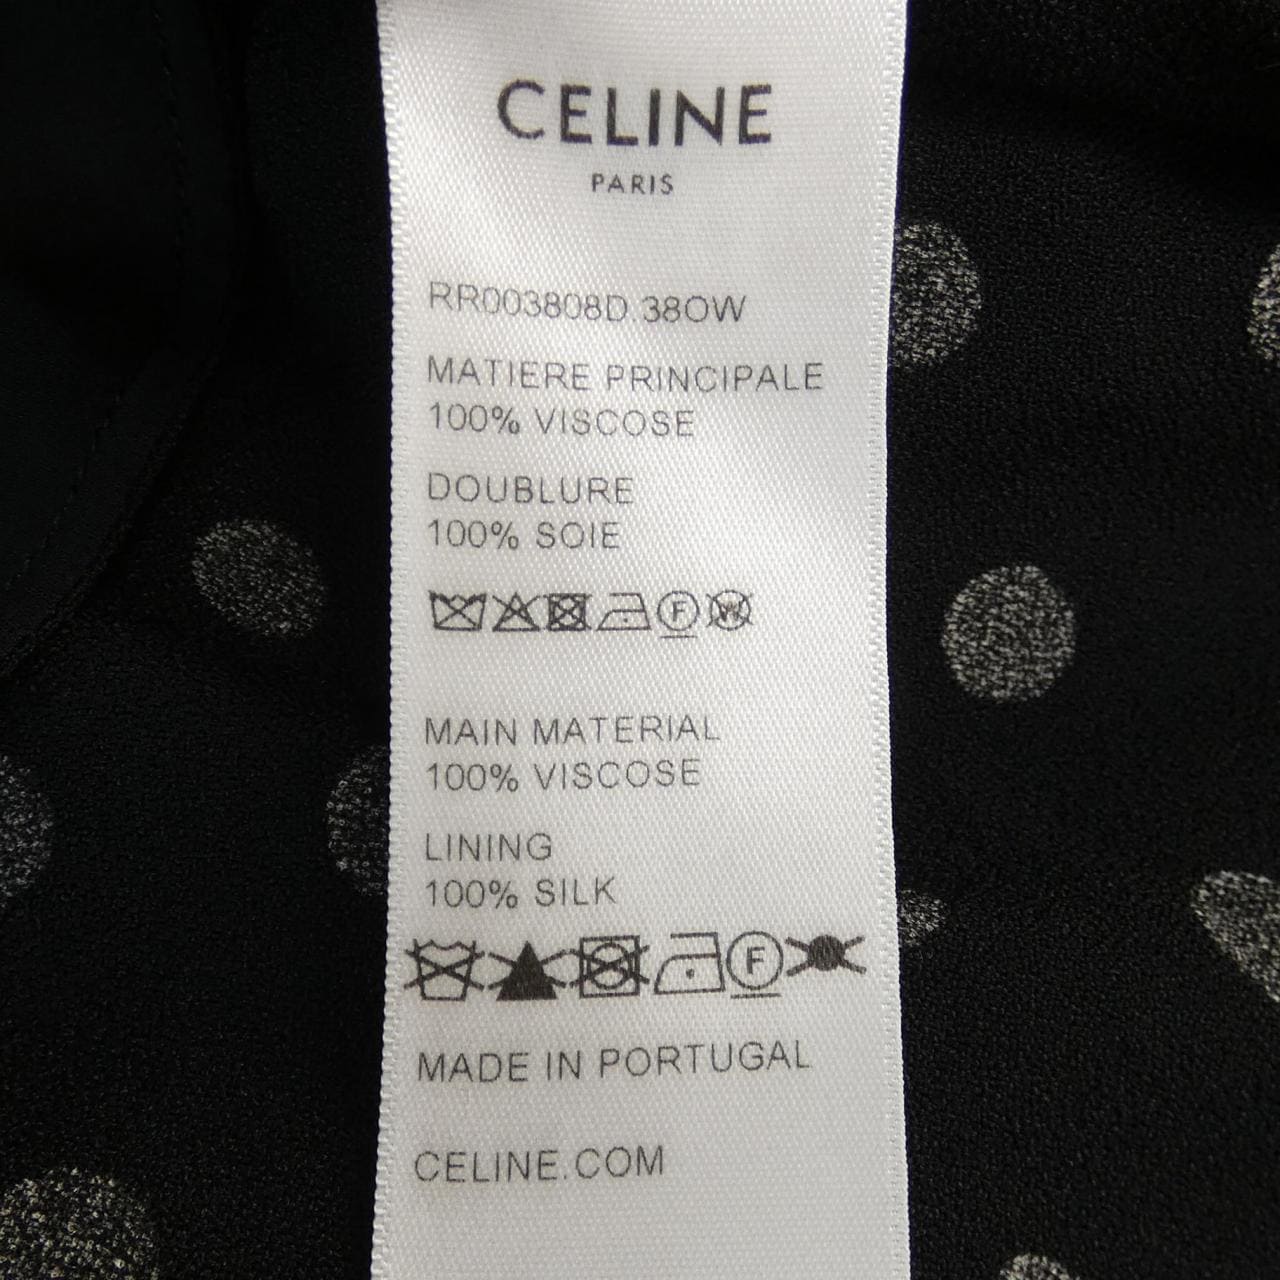 CELINE
PARIS
RR003808D.38OW
MATIERE PRINCIPALE
100% VISCOSE
DOUBLURE
100% SOIE
F W
MAIN MATERIAL
100% VISCOSE
LINING
100% SILK
F
MADE IN PORTUGAL
CELINE.COM